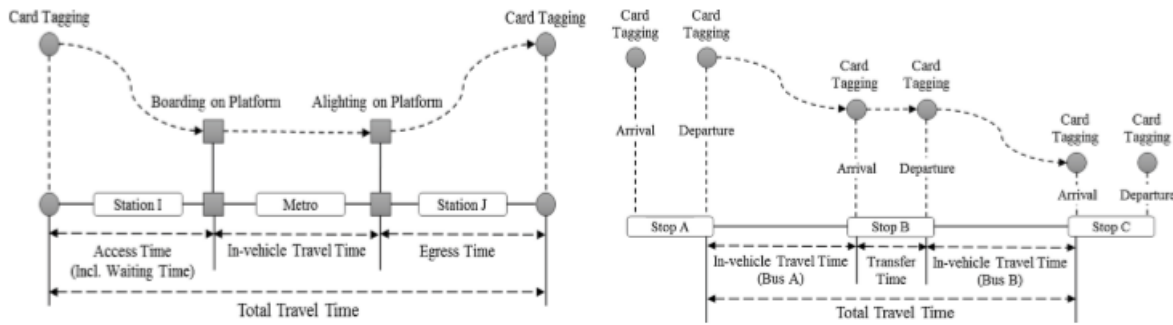 Card Tagging
Card Tagging
Boarding on Platform
Alighting on Platform
Station I
Metro
Station J
Access Time
(Incl. Waiting Time)
In-vehicle Travel Time
Egress Time
Total Travel Time
Card
Tagging
Card
Tagging
Card
Tagging
Card
Tagging
Card
Tagging
Card
Tagging
Arrival
Departure
Arrival
Departure
Arrival
Departure
Stop A
Stop B
Stop C
In-vehicle Travel Time
(Bus A)
Transfer
Time
In-vehicle Travel Time
(Bus B)
Total Travel Time